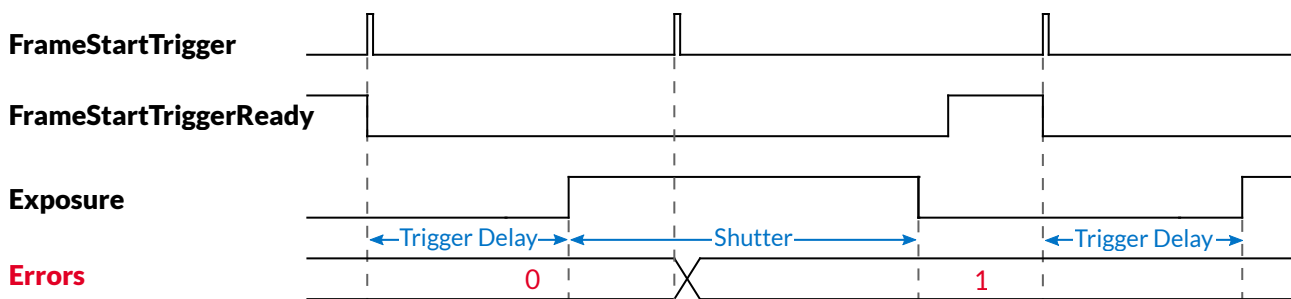 FrameStartTrigger
FrameStartTriggerReady
Exposure
Trigger Delay Shutter Trigger Delay
Errors 0 1